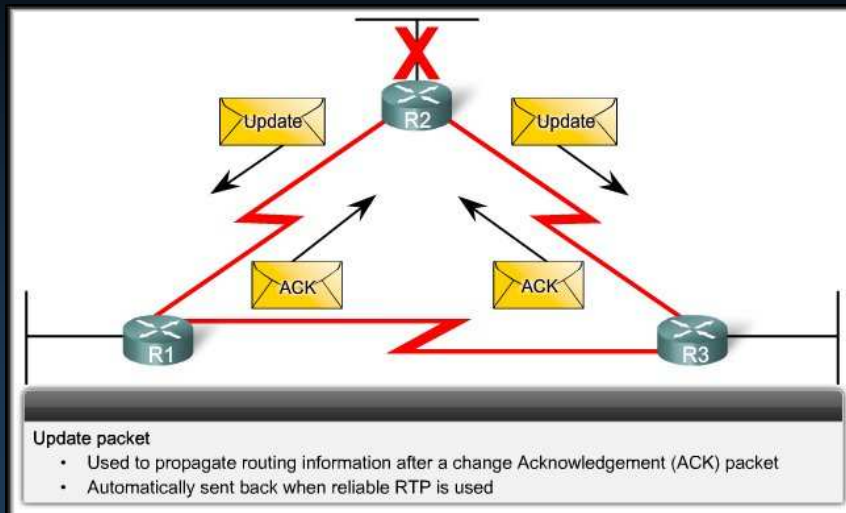 X
R2
Update
Update
ACK
ACK
R1
R3
Update packet
• Used to propagate routing information after a change Acknowledgement (ACK) packet
• Automatically sent back when reliable RTP is used